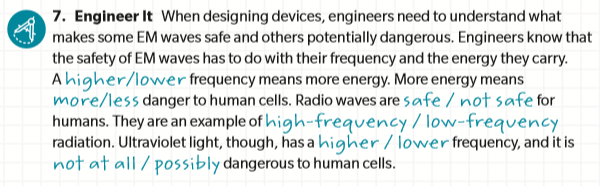 7. Engineer It When designing devices, engineers need to understand what
makes some EM waves safe and others potentially dangerous. Engineers know that
the safety of EM waves has to do with their frequency and the energy they carry.
A higher/lower frequency means more energy. More energy means
more/less danger to human cells. Radio waves are safe / not safe for
humans. They are an example of high-frequency / low-frequency
radiation. Ultraviolet light, though, has a higher / lower frequency, and it is
not at all / possibly dangerous to human cells.